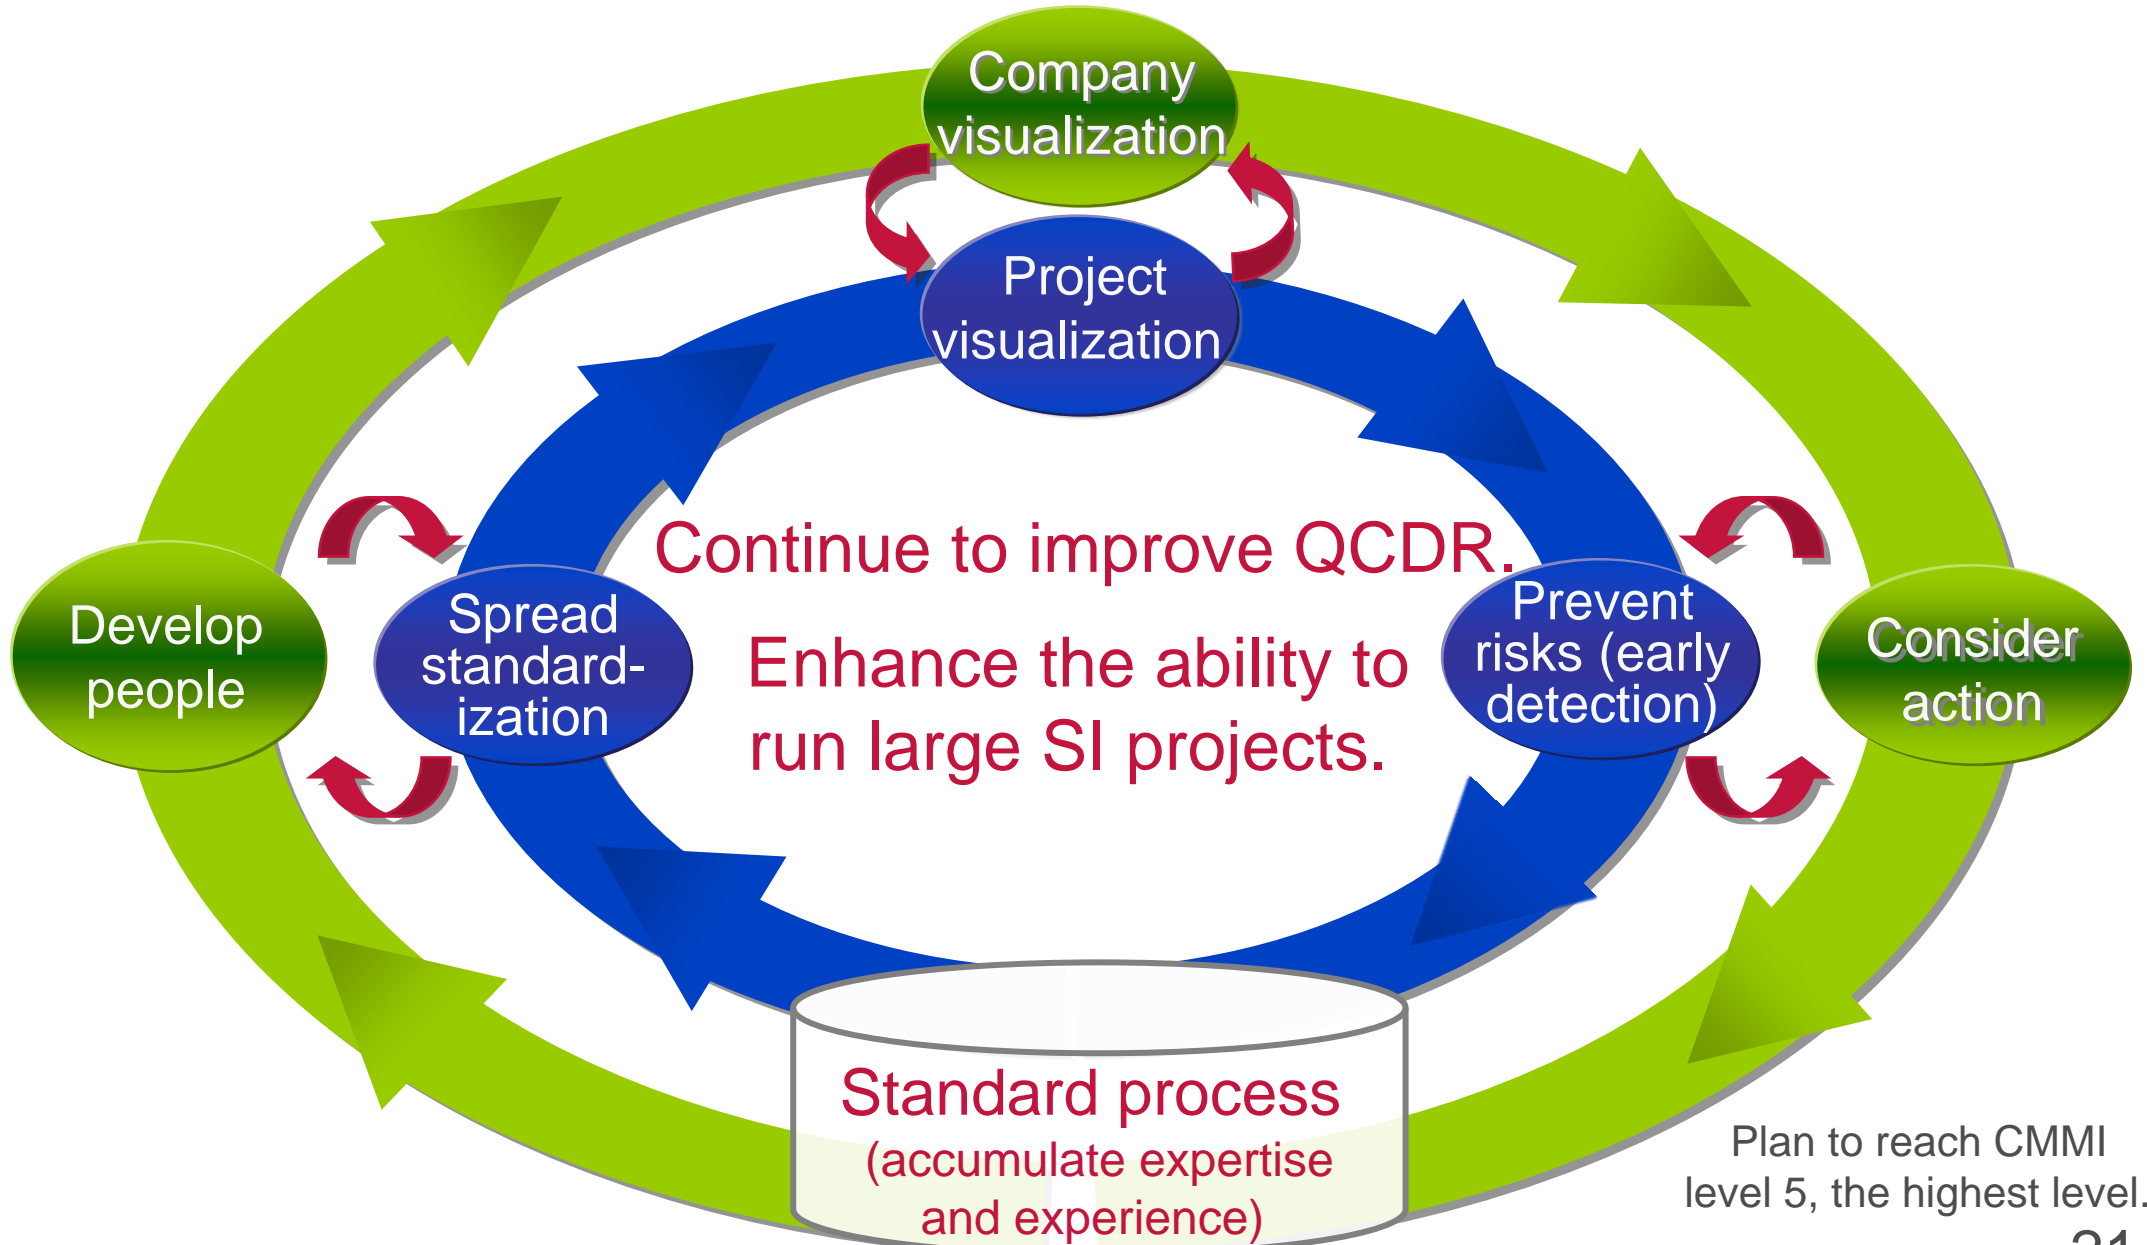 Company
visualization
Project
visualization
Continue to improve QCDR.
Enhance the ability to
run large SI projects.
Develop
people
Spread
standard-
ization
Prevent
risks (early
detection)
Consider
action
Standard process
(accumulate expertise
and experience)
Plan to reach CMMI
level 5, the highest level.
21